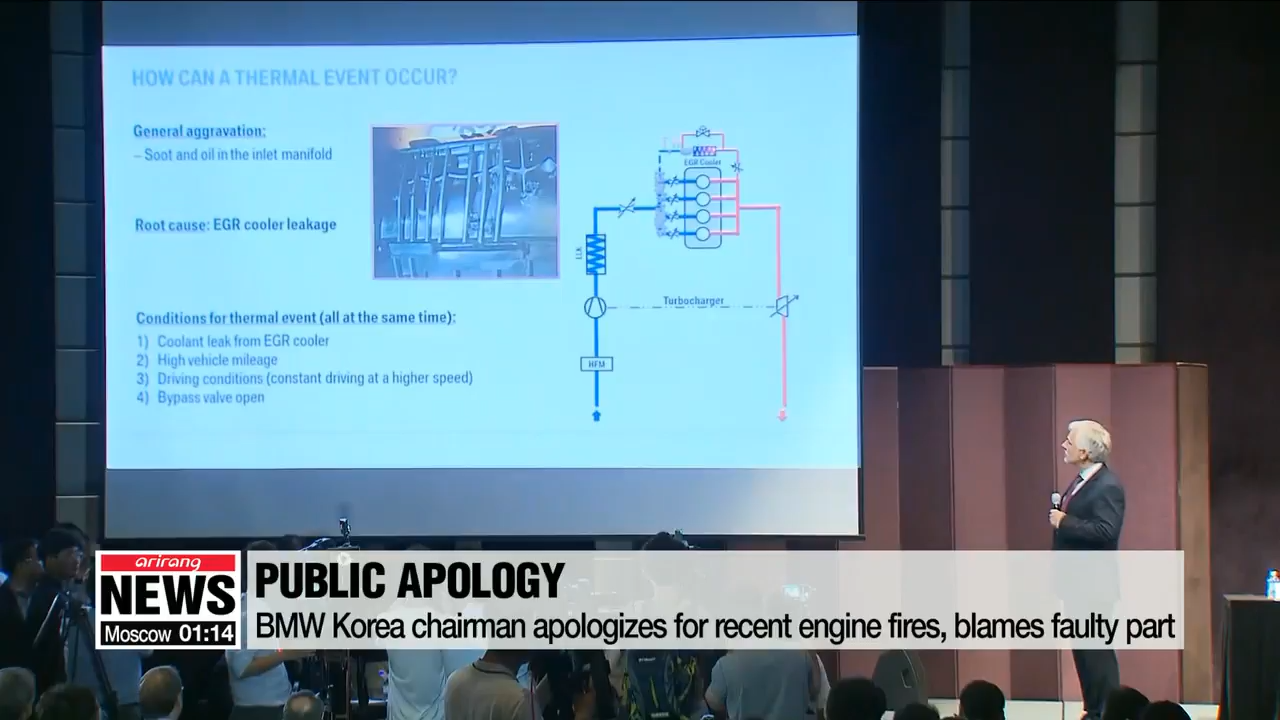 HOW CAN A THERMAL EVENT OCCUR?
General aggravation:
– Soot and oil in the inlet manifold
Root cause: EGR cooler leakage
Conditions for thermal event (all at the same time):
1) Coolant leak from EGR cooler
2) High vehicle mileage
3) Driving conditions (constant driving at a higher speed)
4) Bypass valve open
EGR Cooler
Turbocharger
HFM
arirang
NEWS
Moscow 01:14
PUBLIC APOLOGY
BMW Korea chairman apologizes for recent engine fires, blames faulty part